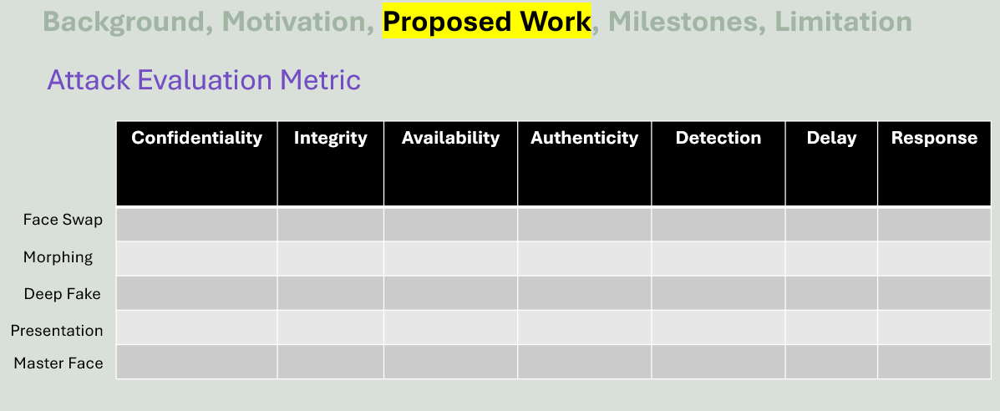 Background, Motivation, Proposed Work, Milestones, Limitation
Attack Evaluation Metric
Confidentiality Integrity Availability Authenticity Detection Delay Response
Face Swap
Morphing
Deep Fake
Presentation
Master Face